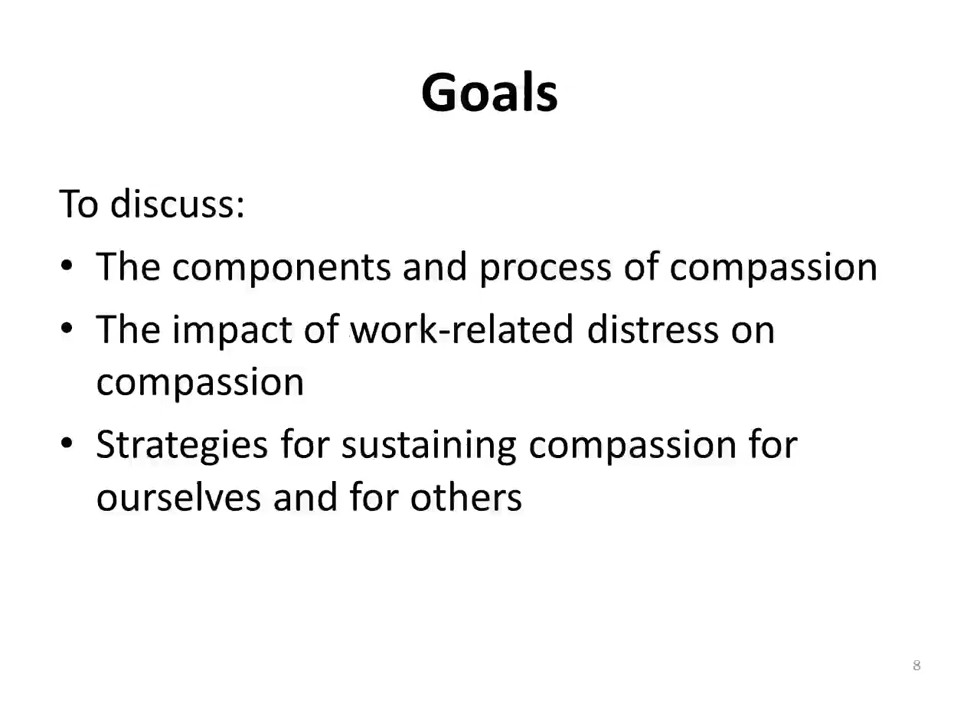 Goals
To discuss:
• The components and process of compassion
• The impact of work-related distress on
compassion
• Strategies for sustaining compassion for
ourselves and for others
8